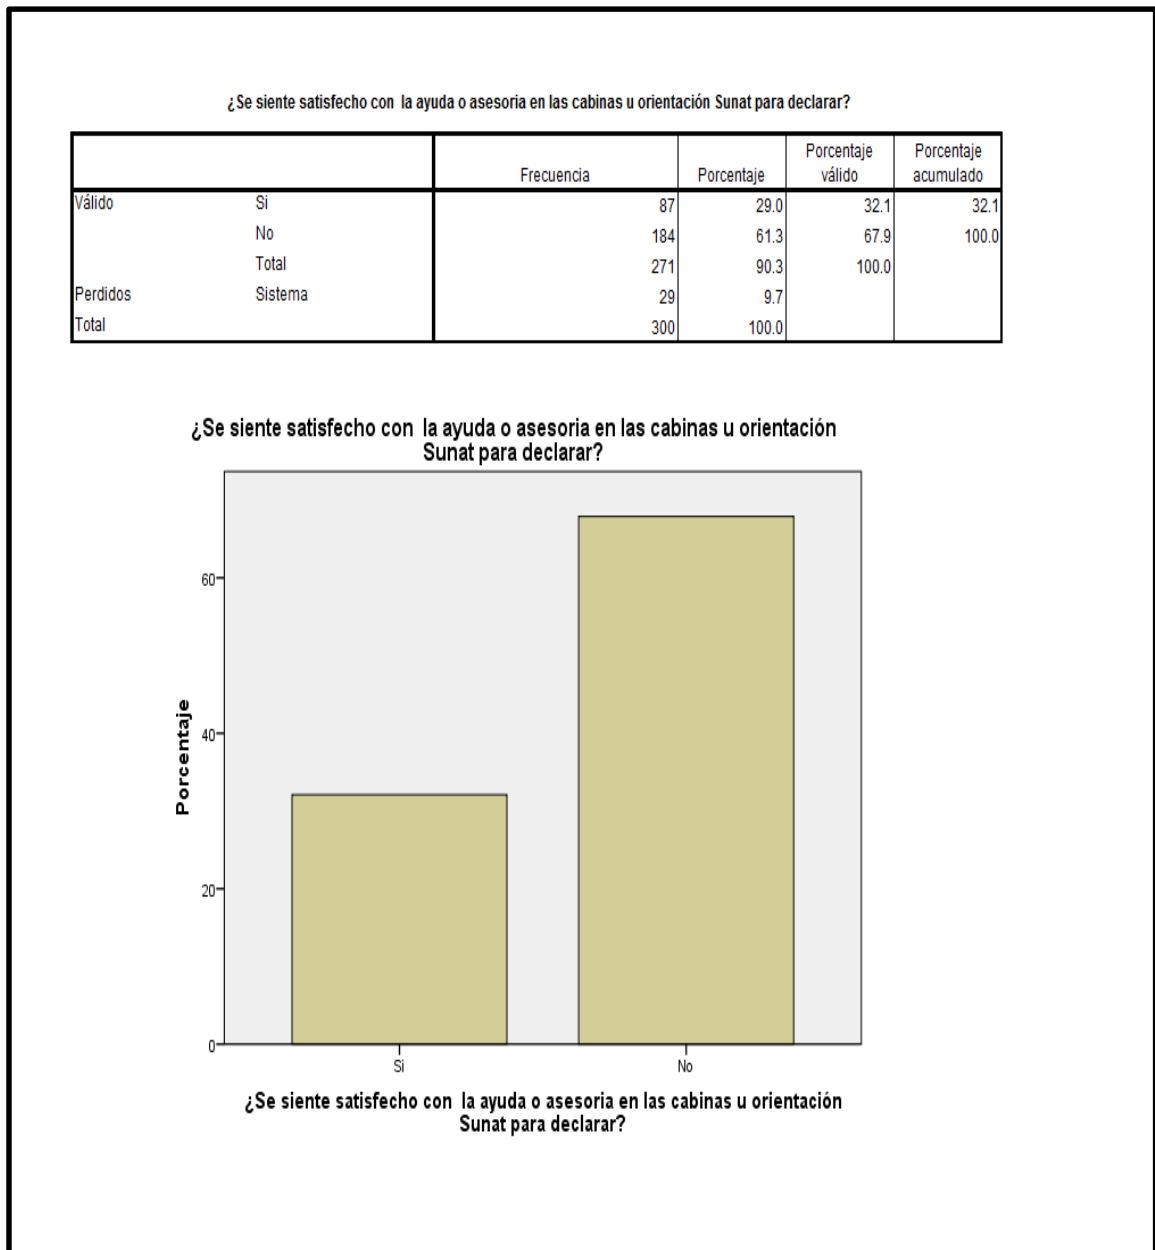 ¿Se siente satisfecho con la ayuda o asesoria en las cabinas u orientación Sunat para declarar?
Frecuencia Porcentaje Porcentaje válido Porcentaje acumulado
Válido Si 87 29.0 32.1 32.1
No 184 61.3 67.9 100.0
Total 271 90.3 100.0
Perdidos Sistema 29 9.7
Total 300 100.0
¿Se siente satisfecho con la ayuda o asesoria en las cabinas u orientación
Sunat para declarar?
Porcentaje
60
40
20
0
Si No
¿Se siente satisfecho con la ayuda o asesoria en las cabinas u orientación
Sunat para declarar?